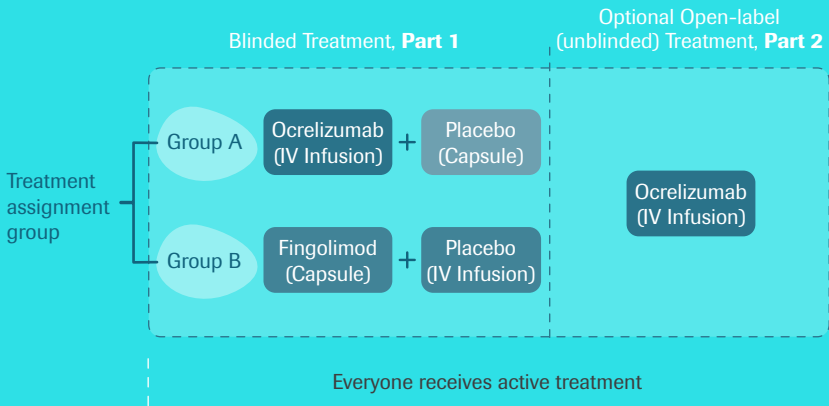 Optional Open-label
Blinded Treatment, Part 1
(unblinded) Treatment, Part 2
Treatment
assignment
group
Group A
Ocrelizumab
(IV Infusion)
+
Placebo
(Capsule)
Group B
Fingolimod
(Capsule)
+
Placebo
(IV Infusion)
Ocrelizumab
(IV Infusion)
Everyone receives active treatment